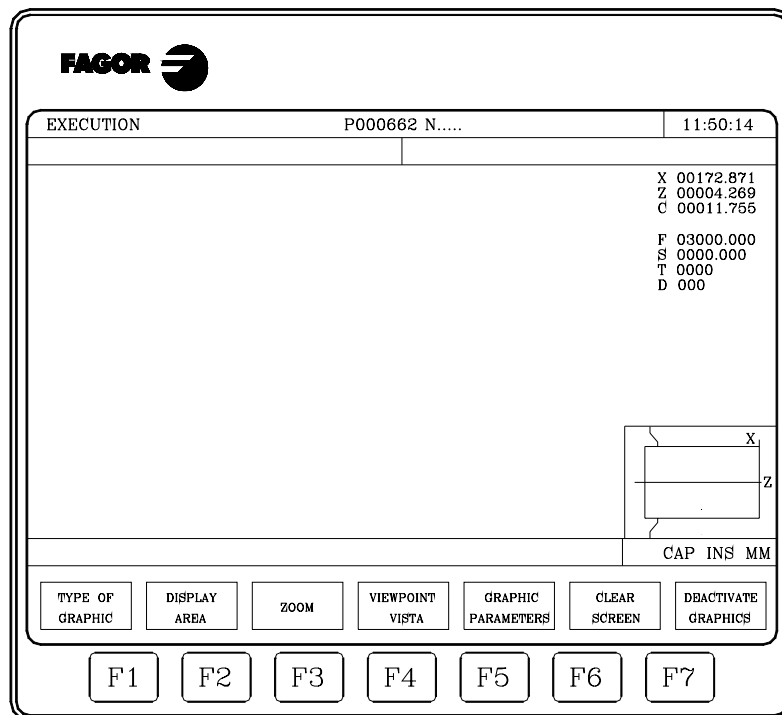 FAGOR
EXECUTION P000662 N..... 11:50:14
X 00172.871
Z 00004.269
C 00011.755
F 03000.000
S 0000.000
T 0000
D 000
X
Z
CAP INS MM
TYPE OF GRAPHIC
DISPLAY AREA
ZOOM
VIEWPOINT VISTA
GRAPHIC PARAMETERS
CLEAR SCREEN
DEACTIVATE GRAPHICS
F1 F2 F3 F4 F5 F6 F7